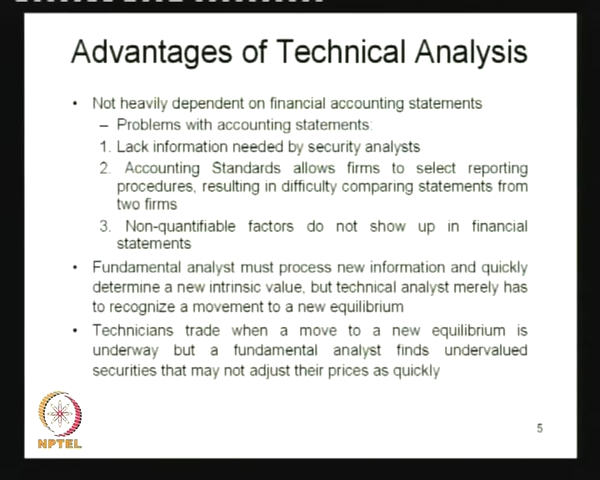 Advantages of Technical Analysis
• Not heavily dependent on financial accounting statements
– Problems with accounting statements:
1. Lack information needed by security analysts
2. Accounting Standards allows firms to select reporting
procedures, resulting in difficulty comparing statements from
two firms
3. Non-quantifiable factors do not show up in financial
statements
• Fundamental analyst must process new information and quickly
determine a new intrinsic value, but technical analyst merely has
to recognize a movement to a new equilibrium
• Technicians trade when a move to a new equilibrium is
underway but a fundamental analyst finds undervalued
securities that may not adjust their prices as quickly
NPTEL
5